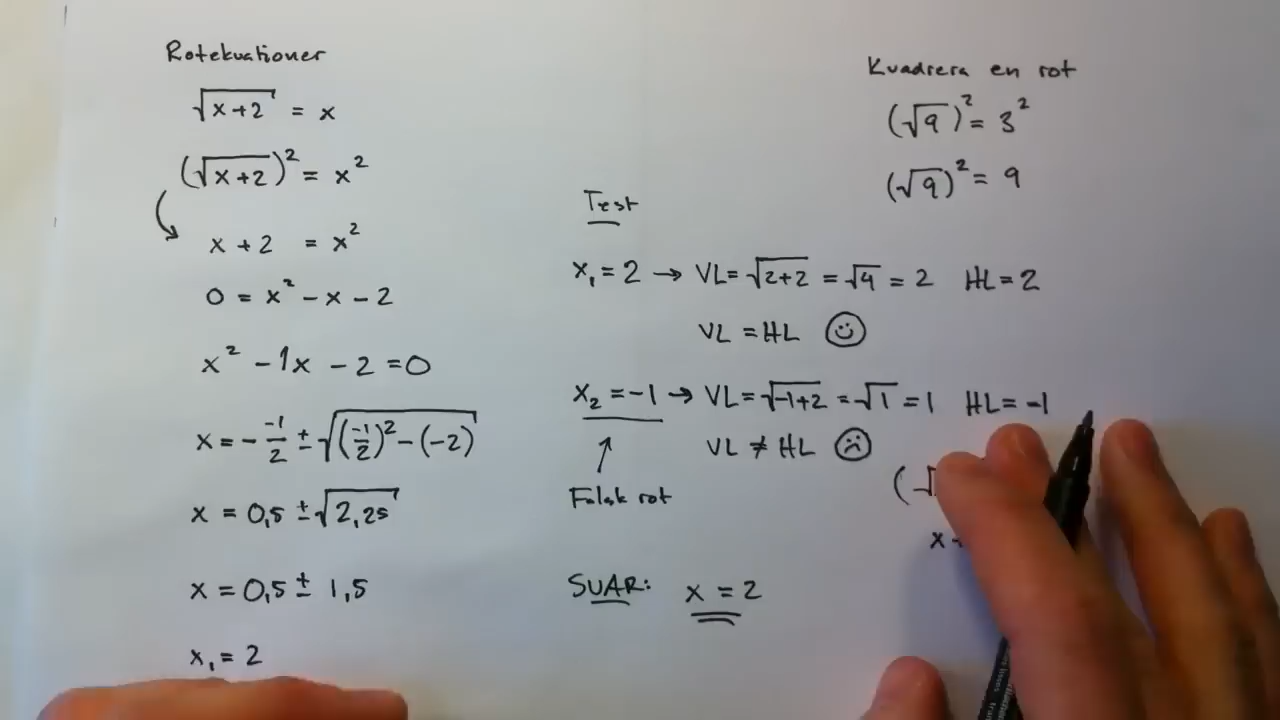 Rotekvationer
√(x+2) = x
(√(x+2))² = x²
x + 2 = x²
0 = x² - x - 2
x² - 1x - 2 = 0
x = - -1/2 ± √((-1/2)² - (-2))
x = 0,5 ± √2,25
x = 0,5 ± 1,5
x₁ = 2
Test
x₁ = 2 → VL = √(2+2) = √4 = 2 HL = 2
VL = HL
x₂ = -1 → VL = √(-1+2) = √1 = 1 HL = -1
VL ≠ HL
Falsk rot
SVAR: x = 2
Kvadrera en rot
(√9)² = 3²
(√9)² = 9